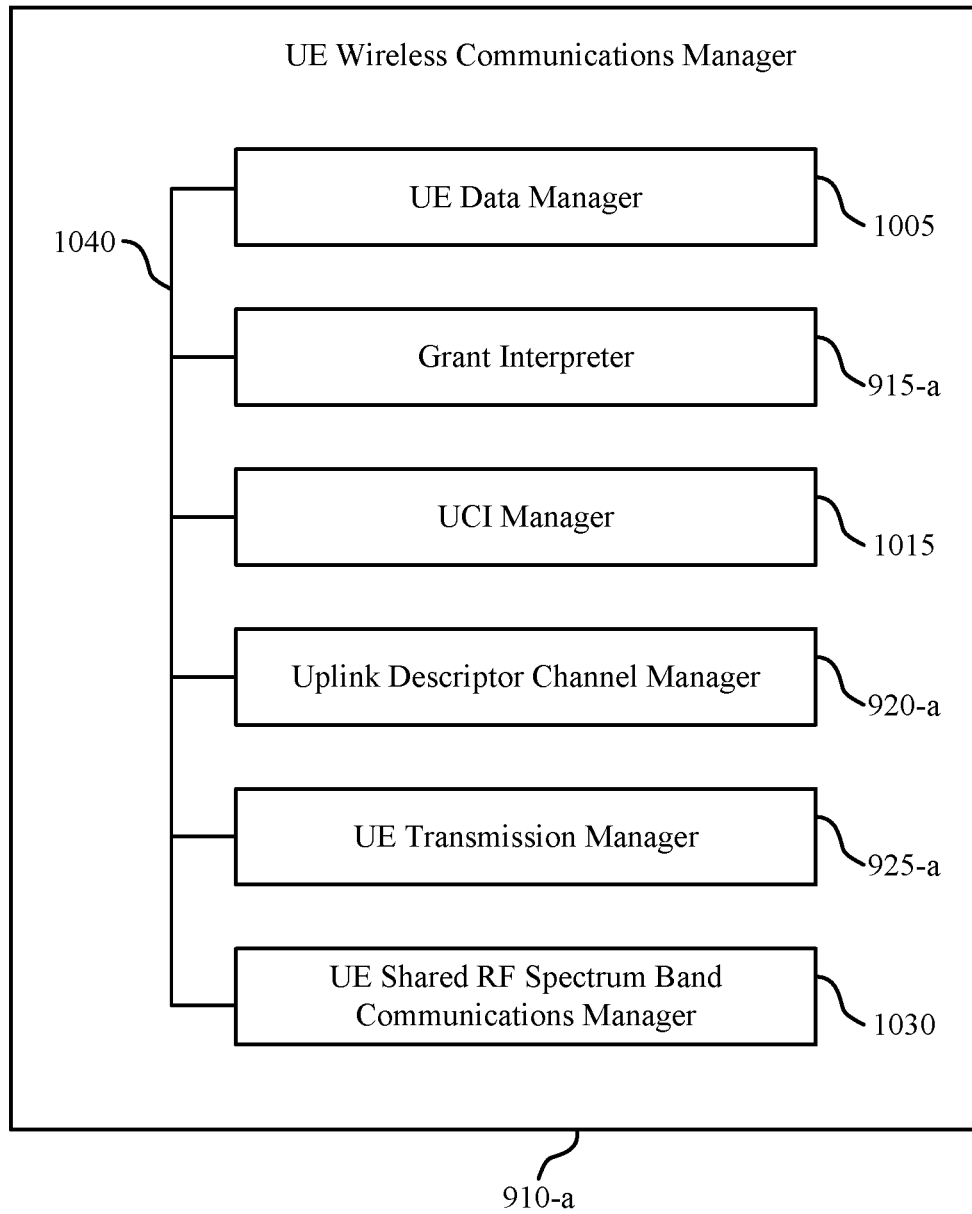 UE Wireless Communications Manager
UE Data Manager
1005
1040
Grant Interpreter
915-a
UCI Manager
1015
Uplink Descriptor Channel Manager
920-a
UE Transmission Manager
925-a
UE Shared RF Spectrum Band
Communications Manager
1030
910-a